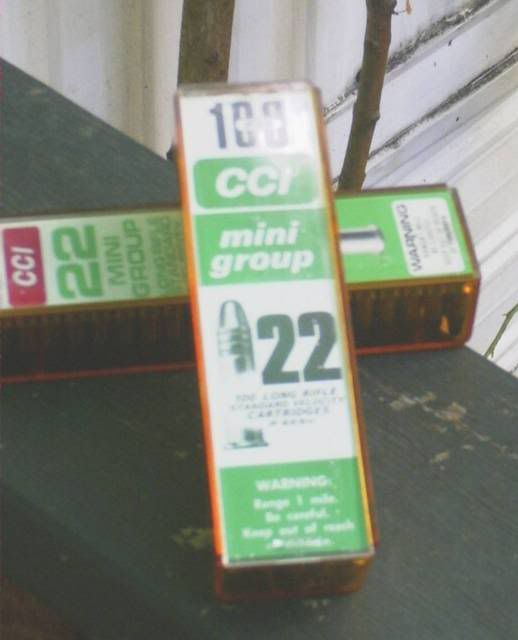 100
CCI
mini
group
22
100 LONG RIFLE
STANDARD VELOCITY
CARTRIDGES
WARNING:
Range 1 mile.
Be careful.
Keep out of reach
CCI
22
MINI
GROUP
WARNING